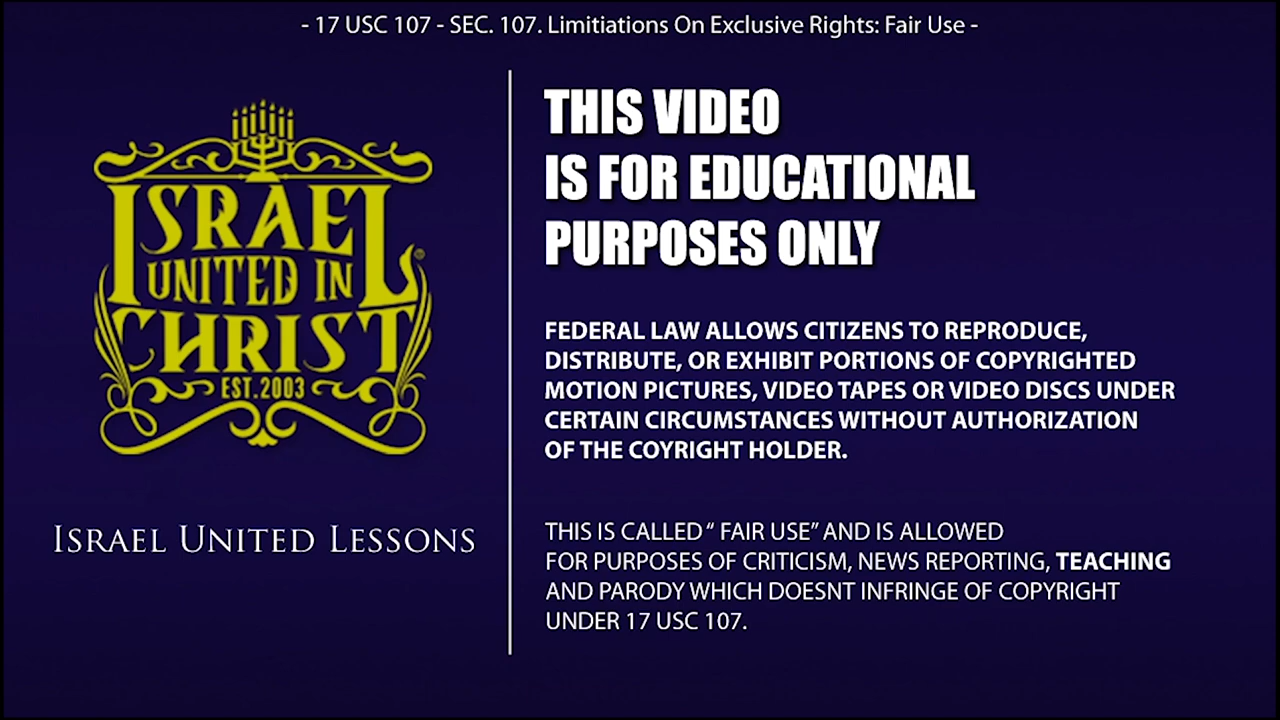 - 17 USC 107 - SEC. 107. Limitiations On Exclusive Rights: Fair Use -
ISRAEL
UNITED IN
CHRIST
®
EST. 2003
ISRAEL UNITED LESSONS
THIS VIDEO
IS FOR EDUCATIONAL
PURPOSES ONLY
FEDERAL LAW ALLOWS CITIZENS TO REPRODUCE,
DISTRIBUTE, OR EXHIBIT PORTIONS OF COPYRIGHTED
MOTION PICTURES, VIDEO TAPES OR VIDEO DISCS UNDER
CERTAIN CIRCUMSTANCES WITHOUT AUTHORIZATION
OF THE COYRIGHT HOLDER.
THIS IS CALLED “ FAIR USE” AND IS ALLOWED
FOR PURPOSES OF CRITICISM, NEWS REPORTING, TEACHING
AND PARODY WHICH DOESNT INFRINGE OF COPYRIGHT
UNDER 17 USC 107.